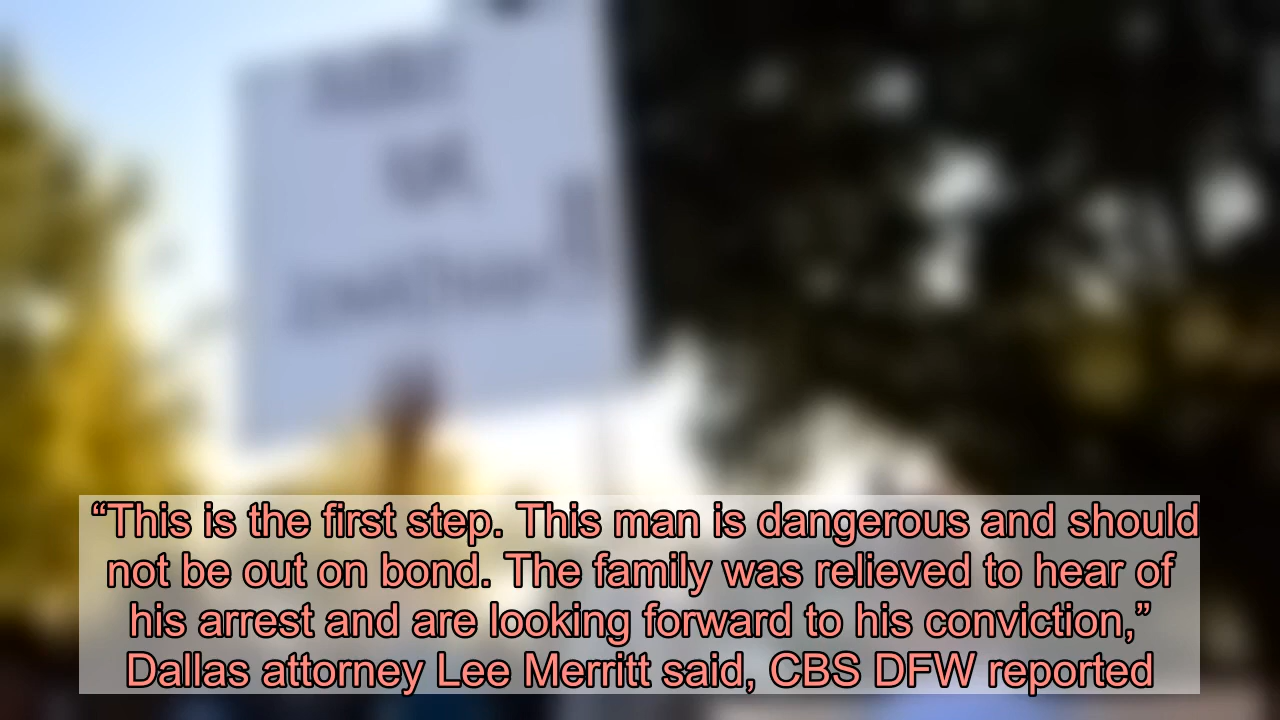 “This is the first step. This man is dangerous and should
not be out on bond. The family was relieved to hear of
his arrest and are looking forward to his conviction,”
Dallas attorney Lee Merritt said, CBS DFW reported